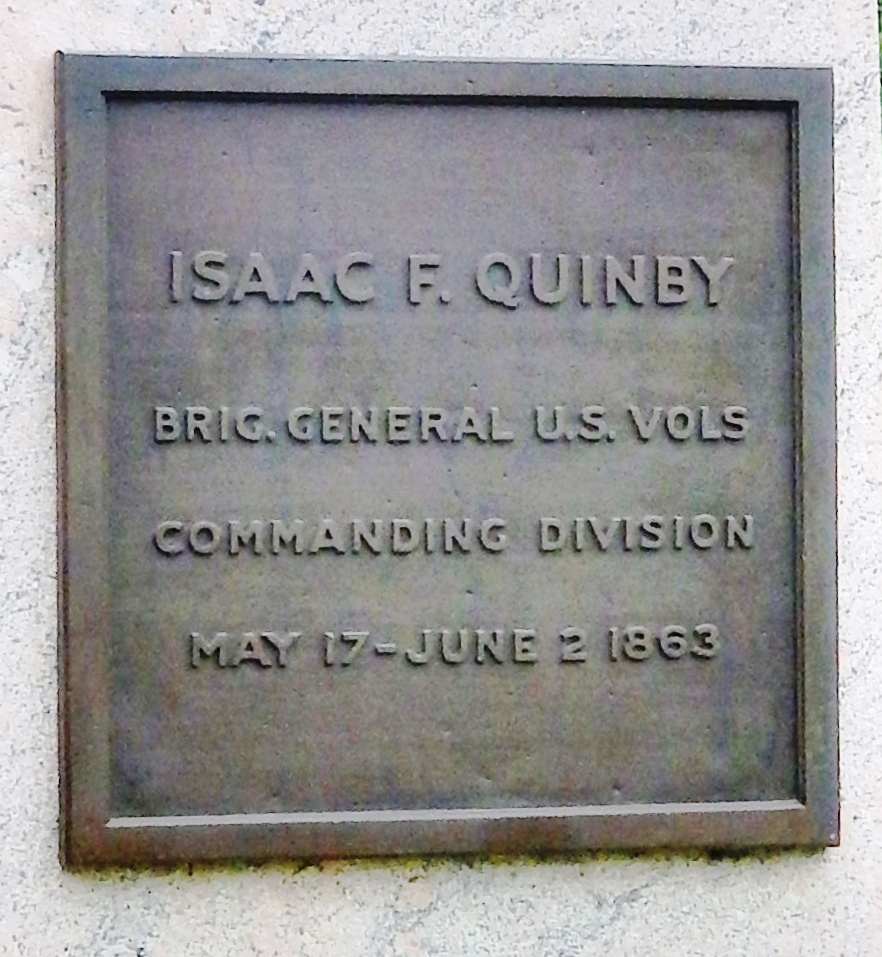 ISAAC F. QUINBY
BRIG. GENERAL U.S. VOLS
COMMANDING DIVISION
MAY 17-JUNE 2 1863